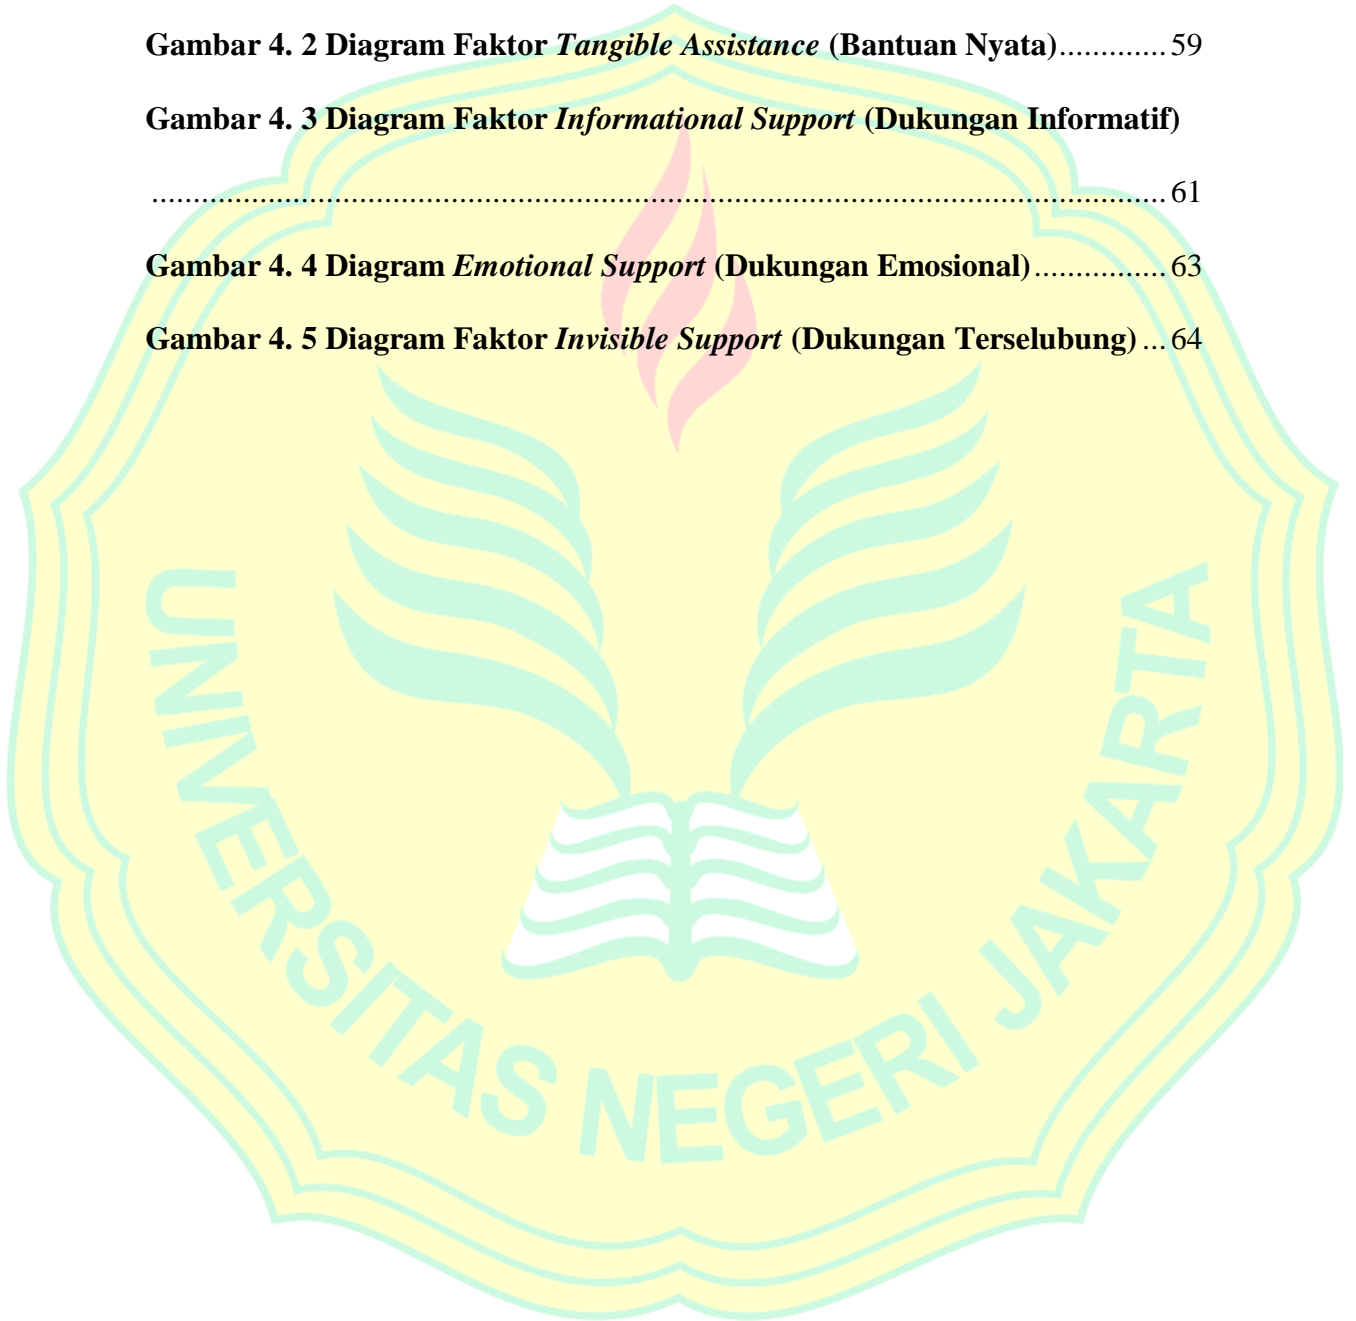 Gambar 4. 2 Diagram Faktor Tangible Assistance (Bantuan Nyata)............. 59
Gambar 4. 3 Diagram Faktor Informational Support (Dukungan Informatif)
............................................................................................................................. 61
Gambar 4. 4 Diagram Emotional Support (Dukungan Emosional)................ 63
Gambar 4. 5 Diagram Faktor Invisible Support (Dukungan Terselubung) ... 64
UNIVERSITAS NEGERI JAKARTA